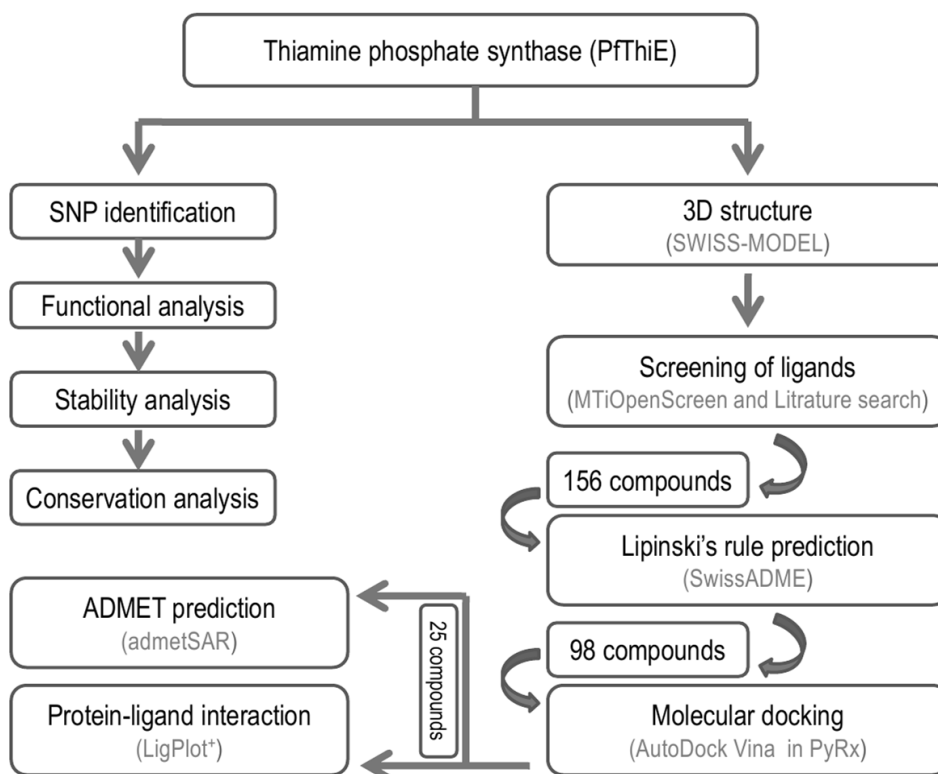 Thiamine phosphate synthase (PfThiE)
SNP identification
Functional analysis
Stability analysis
Conservation analysis
3D structure
(SWISS-MODEL)
Screening of ligands
(MTiOpenScreen and Litrature search)
156 compounds
Lipinski's rule prediction
(SwissADME)
98 compounds
Molecular docking
(AutoDock Vina in PyRx)
25 compounds
ADMET prediction
(admetSAR)
Protein-ligand interaction
(LigPlot⁺)